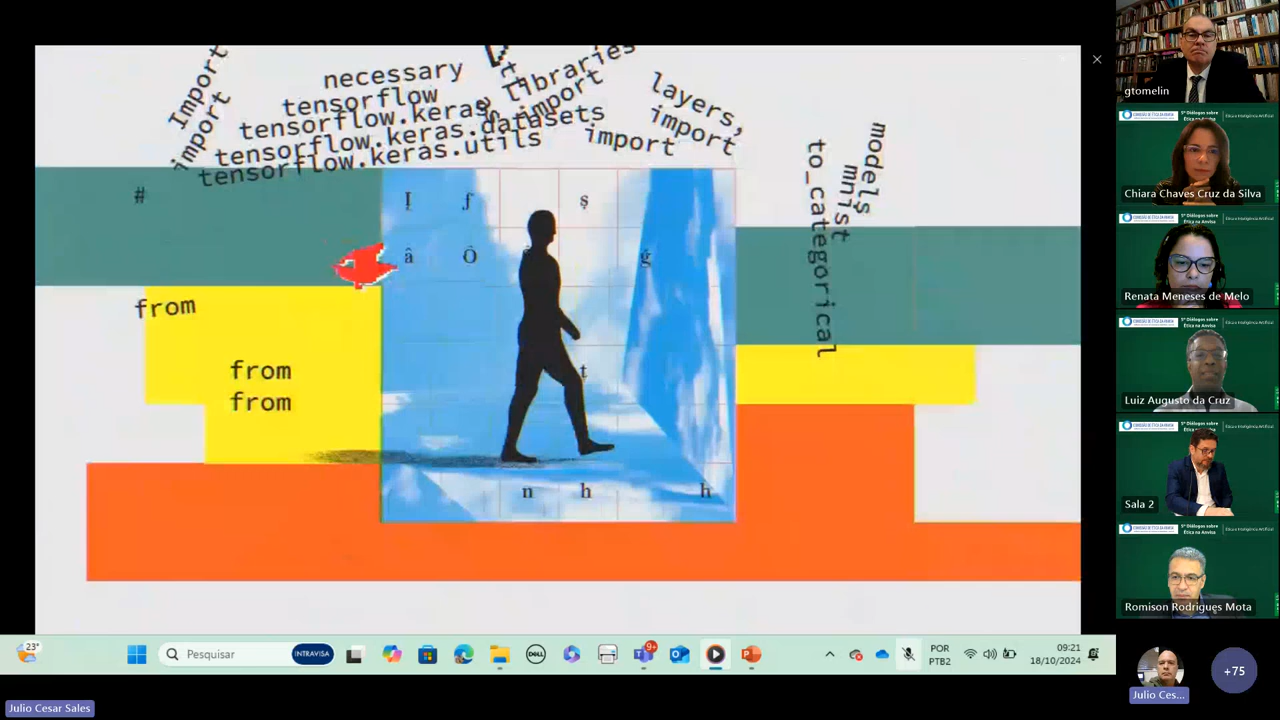 Import
import
necessary
tensorflow
tensorflow.keras
tensorflow.keras.datasets
tensorflow.keras.utils
libraries
import
import
layers,
import
models
mnist
to_categorical
#
from
from
from
Ị f ș
â Ò g
t
n h h
gtomelin
Chiara Chaves Cruz da Silva
Renata Meneses de Melo
Luiz Augusto da Cruz
Sala 2
Romison Rodrigues Mota
Julio Ces...
+75
23°
Pesquisar
INTRAVISA
DELL
9+
POR
PTB2
09:21
18/10/2024
Julio Cesar Sales